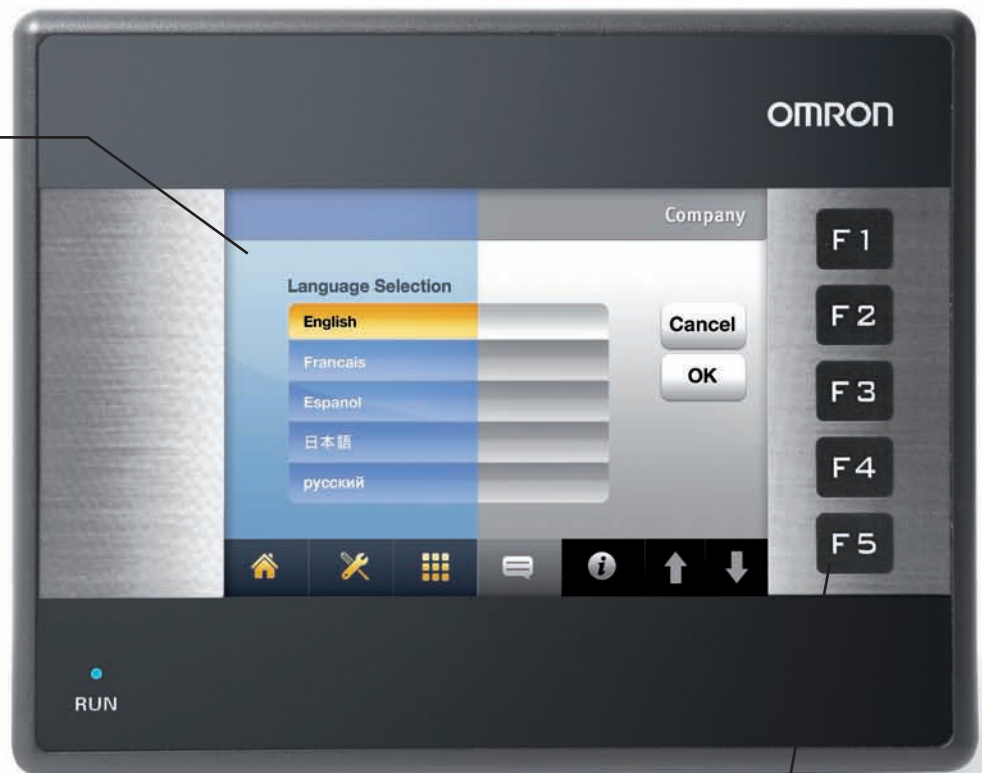 OMRON
Company
F1
Language Selection
English
F2
Cancel
Francais
OK
Espanol
F3
日本語
F4
русский
F5
RUN